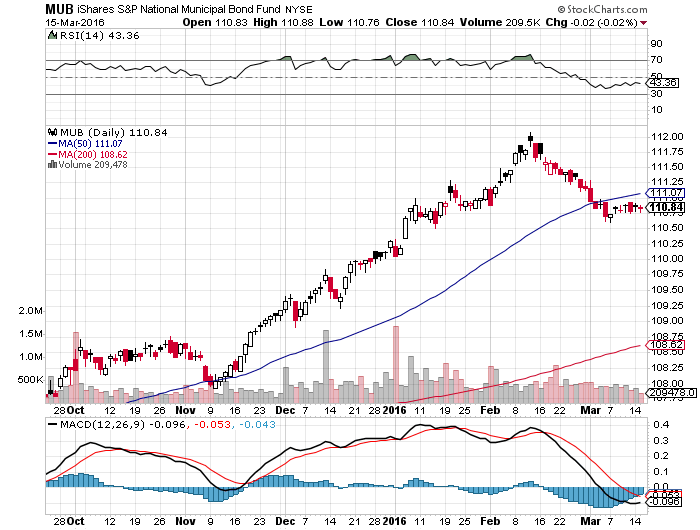 MUB iShares S&P National Municipal Bond Fund NYSE © StockCharts.com
15-Mar-2016 Open 110.83 High 110.88 Low 110.76 Close 110.84 Volume 209.5K Chg -0.02 (-0.02%)
RSI(14) 43.36
90
70
50
43.36
30
10
MUB (Daily) 110.84
MA(50) 111.07
MA(200) 108.62
Volume 209,478
112.00
111.75
111.50
111.25
111.07
110.84
110.50
110.25
110.00
109.75
109.50
109.25
109.00
108.75
108.62
108.50
108.25
108.00
209478.0
2.0M
1.5M
1.0M
500K
28 Oct 12 19 26 Nov 9 16 23 Dec 7 14 21 28 2016 11 19 25 Feb 8 16 22 Mar 7 14
MACD(12,26,9) -0.096, -0.053, -0.043
0.4
0.3
0.2
0.1
0.0
-0.053
-0.096
28 Oct 12 19 26 Nov 9 16 23 Dec 7 14 21 28 2016 11 19 25 Feb 8 16 22 Mar 7 14